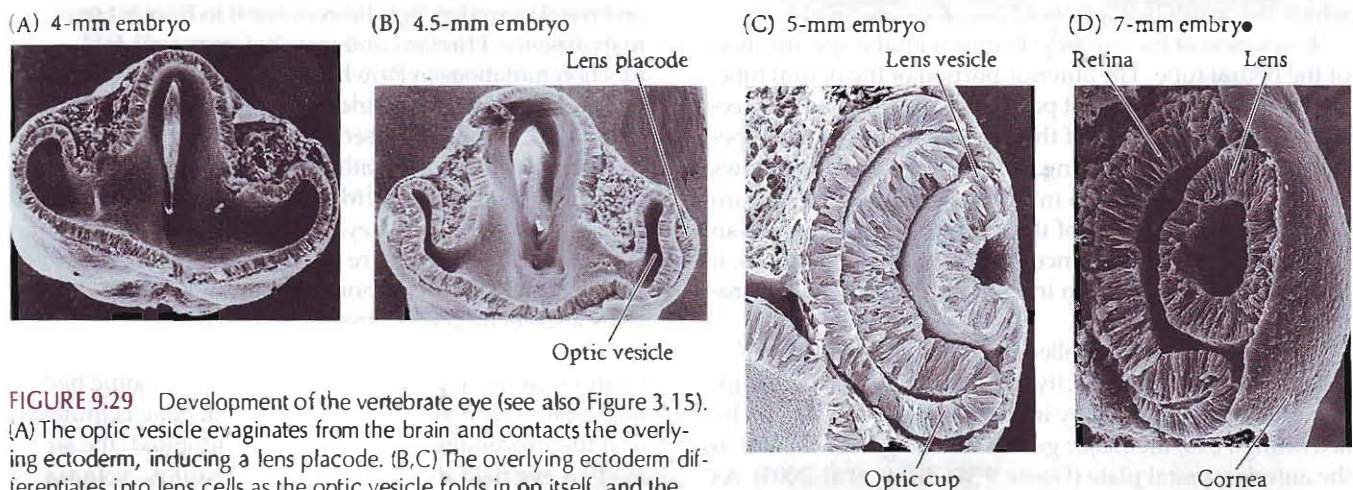 (A) 4-mm embryo
(B) 4.5-mm embryo
(C) 5-mm embryo
(D) 7-mm embryo
Lens placode
Lens vesicle
Retina
Lens
Optic vesicle
Optic cup
Cornea
FIGURE 9.29 Development of the vertebrate eye (see also Figure 3.15).
(A) The optic vesicle evaginates from the brain and contacts the overly-
ing ectoderm, inducing a lens placode. (B,C) The overlying ectoderm dif-
ferentiates into lens cells as the optic vesicle folds in on itself, and the